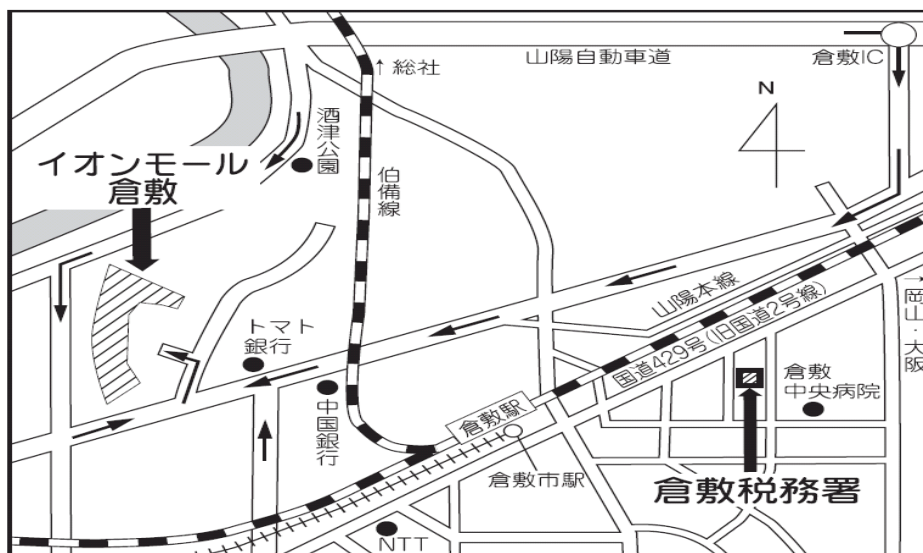 山陽自動車道
倉敷IC
↑総社
N
酒津公園
イオンモール
倉敷
伯備線
山陽本線
国道429号(旧国道2号線)
→岡山・大阪
トマト
銀行
中国銀行
倉敷駅
倉敷
中央病院
倉敷市駅
倉敷税務署
NTT